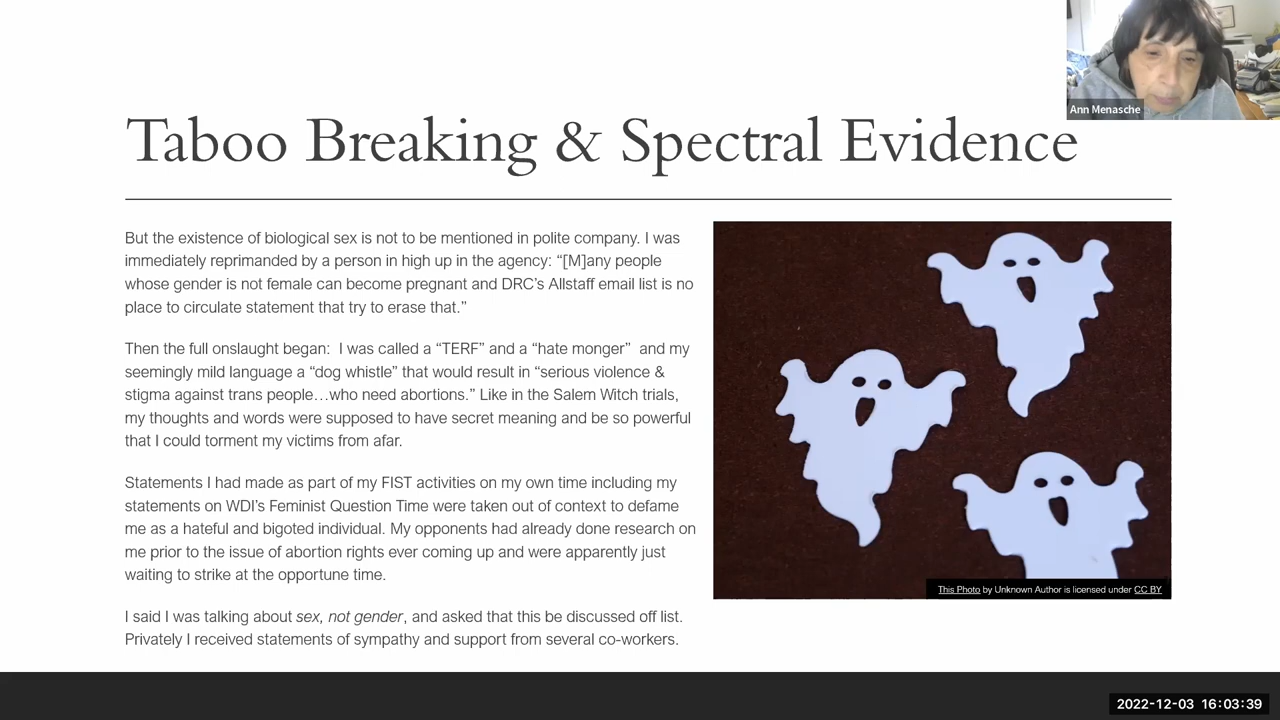 Ann Menasche
Taboo Breaking & Spectral Evidence
But the existence of biological sex is not to be mentioned in polite company. I was
immediately reprimanded by a person in high up in the agency: “[M]any people
whose gender is not female can become pregnant and DRC’s Allstaff email list is no
place to circulate statement that try to erase that.”
Then the full onslaught began:  I was called a “TERF” and a “hate monger”  and my
seemingly mild language a “dog whistle” that would result in “serious violence &
stigma against trans people…who need abortions.” Like in the Salem Witch trials,
my thoughts and words were supposed to have secret meaning and be so powerful
that I could torment my victims from afar.
Statements I had made as part of my FIST activities on my own time including my
statements on WDI’s Feminist Question Time were taken out of context to defame
me as a hateful and bigoted individual. My opponents had already done research on
me prior to the issue of abortion rights ever coming up and were apparently just
waiting to strike at the opportune time.
I said I was talking about sex, not gender, and asked that this be discussed off list.
Privately I received statements of sympathy and support from several co-workers.
This Photo by Unknown Author is licensed under CC BY
2022-12-03 16:03:39